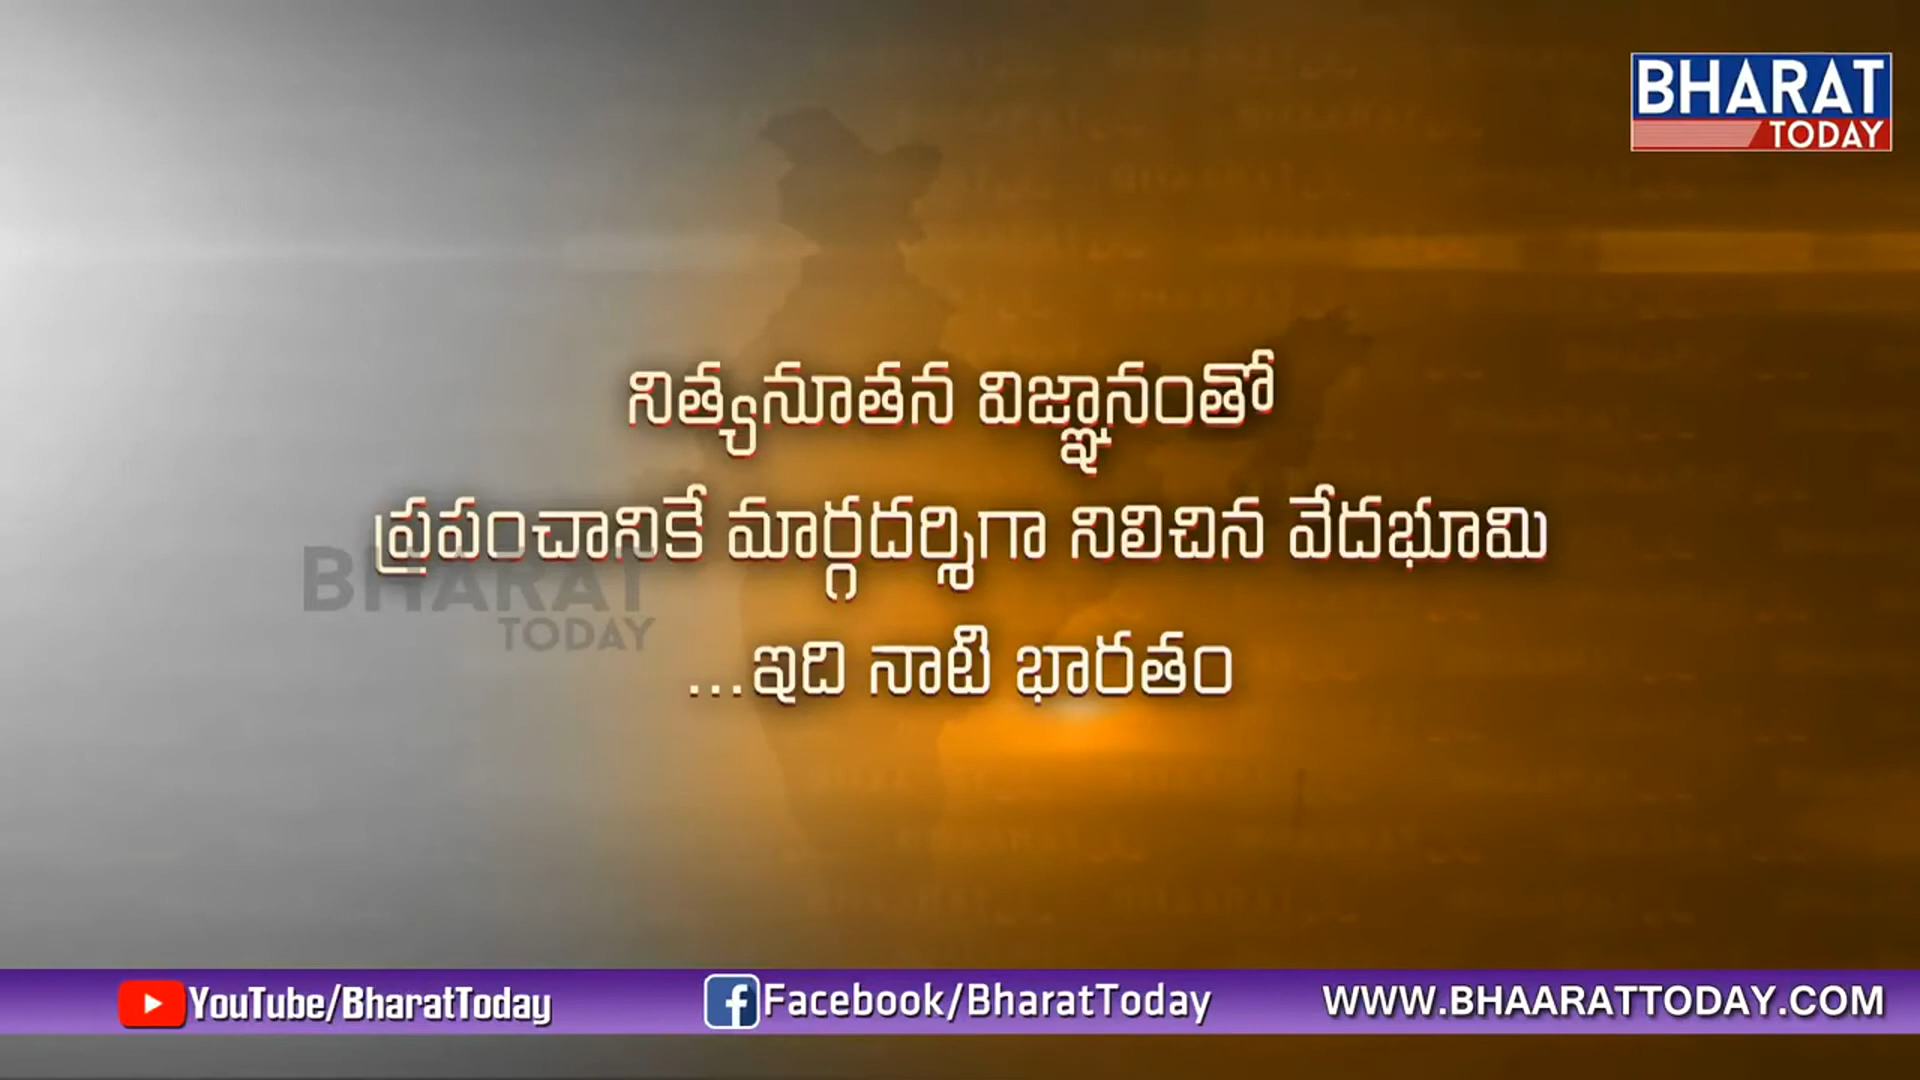 BHARAT
TODAY
నిత్యనూతన విజ్ఞానంతో
ప్రపంచానికే మార్గదర్శిగా నిలిచిన వేదభూమి
BHARAT
TODAY
...ఇది నాటి భారతం
YouTube/BharatToday
Facebook/BharatToday
WWW.BHAARATTODAY.COM